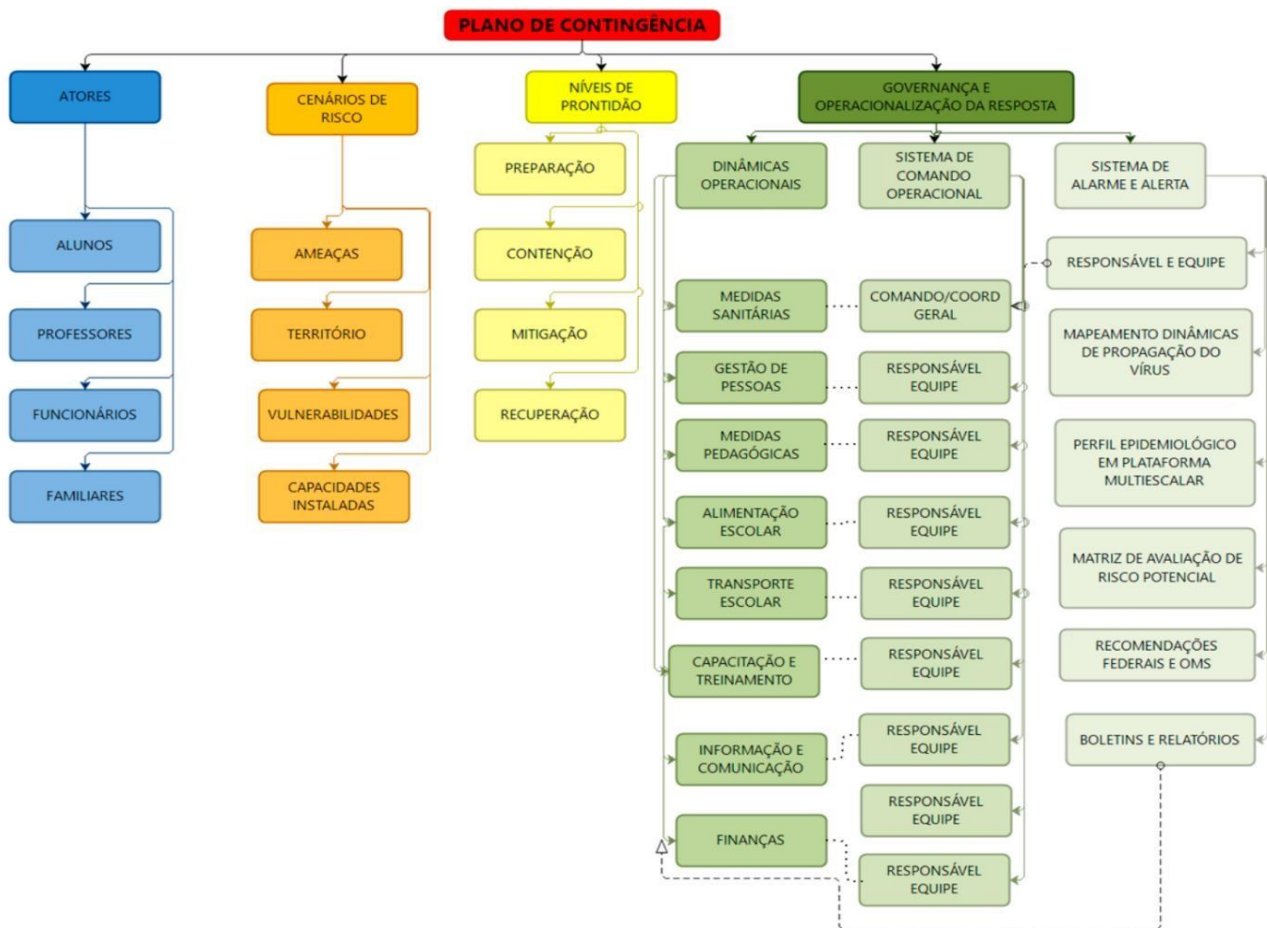 PLANO DE CONTINGÊNCIA
ATORES
CENÁRIOS DE
RISCO
NÍVEIS DE
PRONTIDÃO
GOVERNANÇA E
OPERACIONALIZAÇÃO DA RESPOSTA
ALUNOS
PROFESSORES
FUNCIONÁRIOS
FAMILIARES
AMEAÇAS
TERRITÓRIO
VULNERABILIDADES
CAPACIDADES
INSTALADAS
PREPARAÇÃO
CONTENÇÃO
MITIGAÇÃO
RECUPERAÇÃO
DINÂMICAS
OPERACIONAIS
MEDIDAS
SANITÁRIAS
GESTÃO DE
PESSOAS
MEDIDAS
PEDAGÓGICAS
ALIMENTAÇÃO
ESCOLAR
TRANSPORTE
ESCOLAR
CAPACITAÇÃO E
TREINAMENTO
INFORMAÇÃO E
COMUNICAÇÃO
FINANÇAS
SISTEMA DE
COMANDO
OPERACIONAL
COMANDO/COORD
GERAL
RESPONSÁVEL
EQUIPE
RESPONSÁVEL
EQUIPE
RESPONSÁVEL
EQUIPE
RESPONSÁVEL
EQUIPE
RESPONSÁVEL
EQUIPE
RESPONSÁVEL
EQUIPE
RESPONSÁVEL
EQUIPE
RESPONSÁVEL
EQUIPE
SISTEMA DE
ALARME E ALERTA
RESPONSÁVEL E EQUIPE
MAPEAMENTO DINÂMICAS
DE PROPAGAÇÃO DO
VÍRUS
PERFIL EPIDEMIOLÓGICO
EM PLATAFORMA
MULTIESCALAR
MATRIZ DE AVALIAÇÃO DE
RISCO POTENCIAL
RECOMENDAÇÕES
FEDERAIS E OMS
BOLETINS E RELATÓRIOS